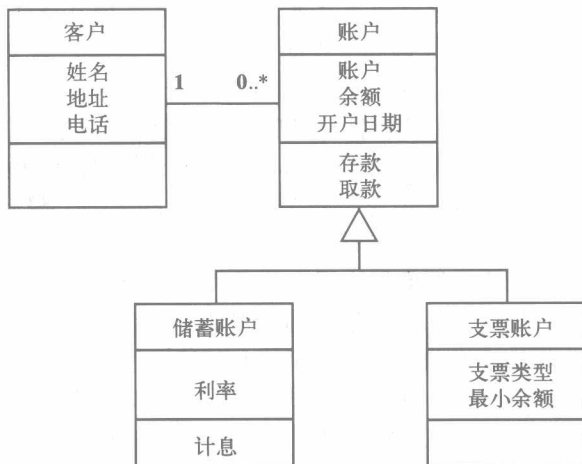 客户
姓名
地址
电话
1
0..*
账户
账户
余额
开户日期
存款
取款
储蓄账户
利率
计息
支票账户
支票类型
最小余额